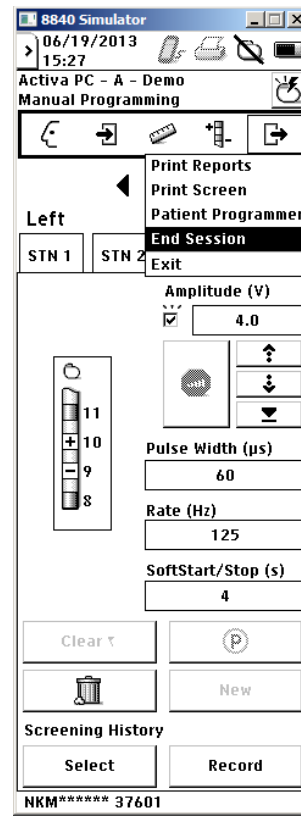 8840 Simulator
06/19/2013
15:27
Activa PC - A - Demo
Manual Programming
Print Reports
Print Screen
Patient Programmer
End Session
Exit
Left
STN 1
STN 2
Amplitude (V)
4.0
11
+ 10
- 9
8
Pulse Width (µs)
60
Rate (Hz)
125
SoftStart/Stop (s)
4
Clear
P
New
Screening History
Select
Record
NKM****** 37601